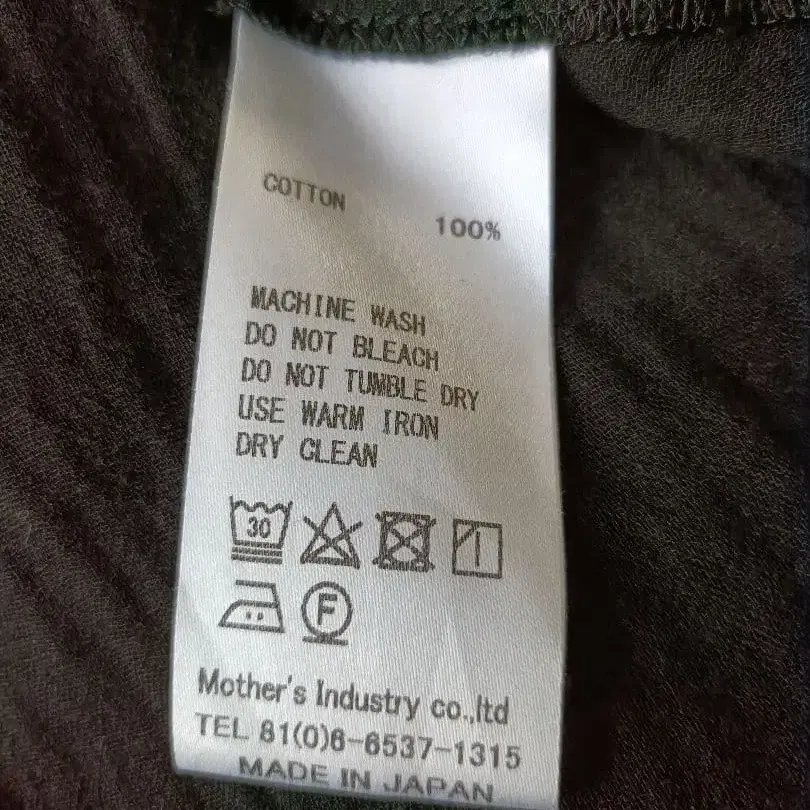 COTTON
100%
MACHINE WASH
DO NOT BLEACH
DO NOT TUMBLE DRY
USE WARM IRON
DRY CLEAN
30
F
Mother's Industry co.,ltd
TEL 81(0)6-6537-1315
MADE IN JAPAN